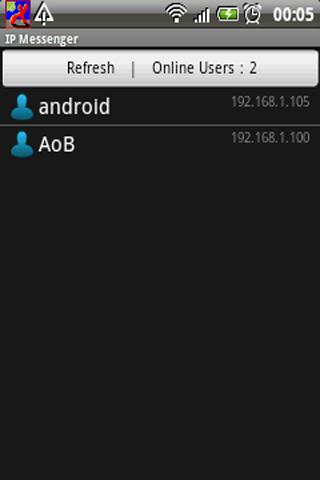 00:05
IP Messenger
Refresh | Online Users : 2
android 192.168.1.105
AoB 192.168.1.100